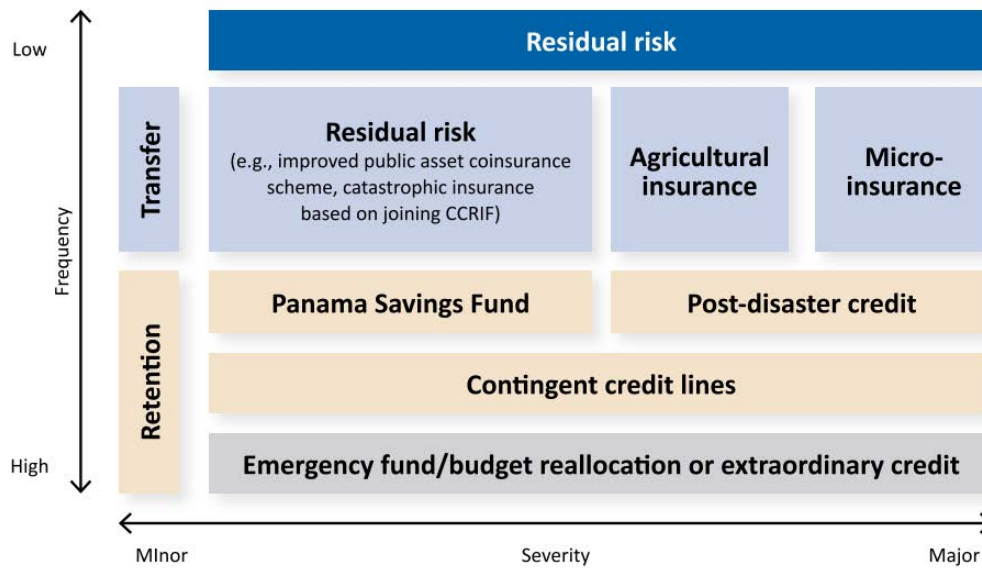 Low
Residual risk
Transfer
Residual risk
(e.g., improved public asset coinsurance
scheme, catastrophic insurance
based on joining CCRIF)
Agricultural
insurance
Micro-
insurance
Frequency
Retention
Panama Savings Fund
Post-disaster credit
Contingent credit lines
High
Emergency fund/budget reallocation or extraordinary credit
MInor
Severity
Major